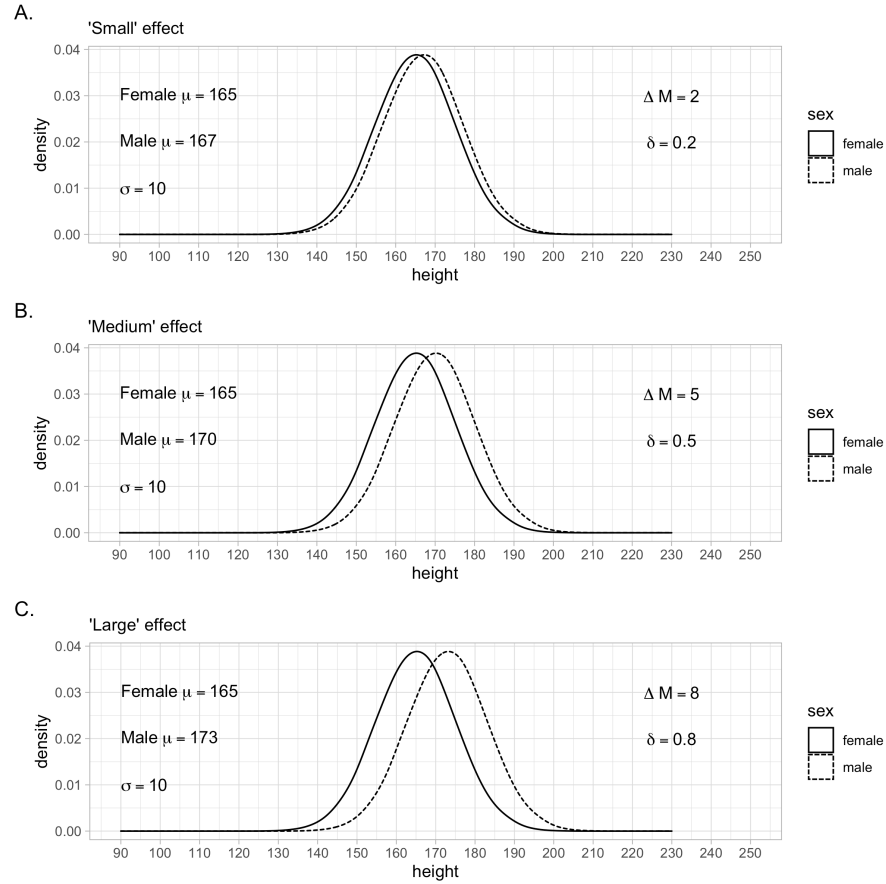 A.
'Small' effect
0.04
0.03
0.02
0.01
0.00
density
Female μ = 165
Male μ = 167
σ = 10
Δ M = 2
δ = 0.2
90 100 110 120 130 140 150 160 170 180 190 200 210 220 230 240 250
height
sex
female
male
B.
'Medium' effect
0.04
0.03
0.02
0.01
0.00
density
Female μ = 165
Male μ = 170
σ = 10
Δ M = 5
δ = 0.5
90 100 110 120 130 140 150 160 170 180 190 200 210 220 230 240 250
height
sex
female
male
C.
'Large' effect
0.04
0.03
0.02
0.01
0.00
density
Female μ = 165
Male μ = 173
σ = 10
Δ M = 8
δ = 0.8
90 100 110 120 130 140 150 160 170 180 190 200 210 220 230 240 250
height
sex
female
male